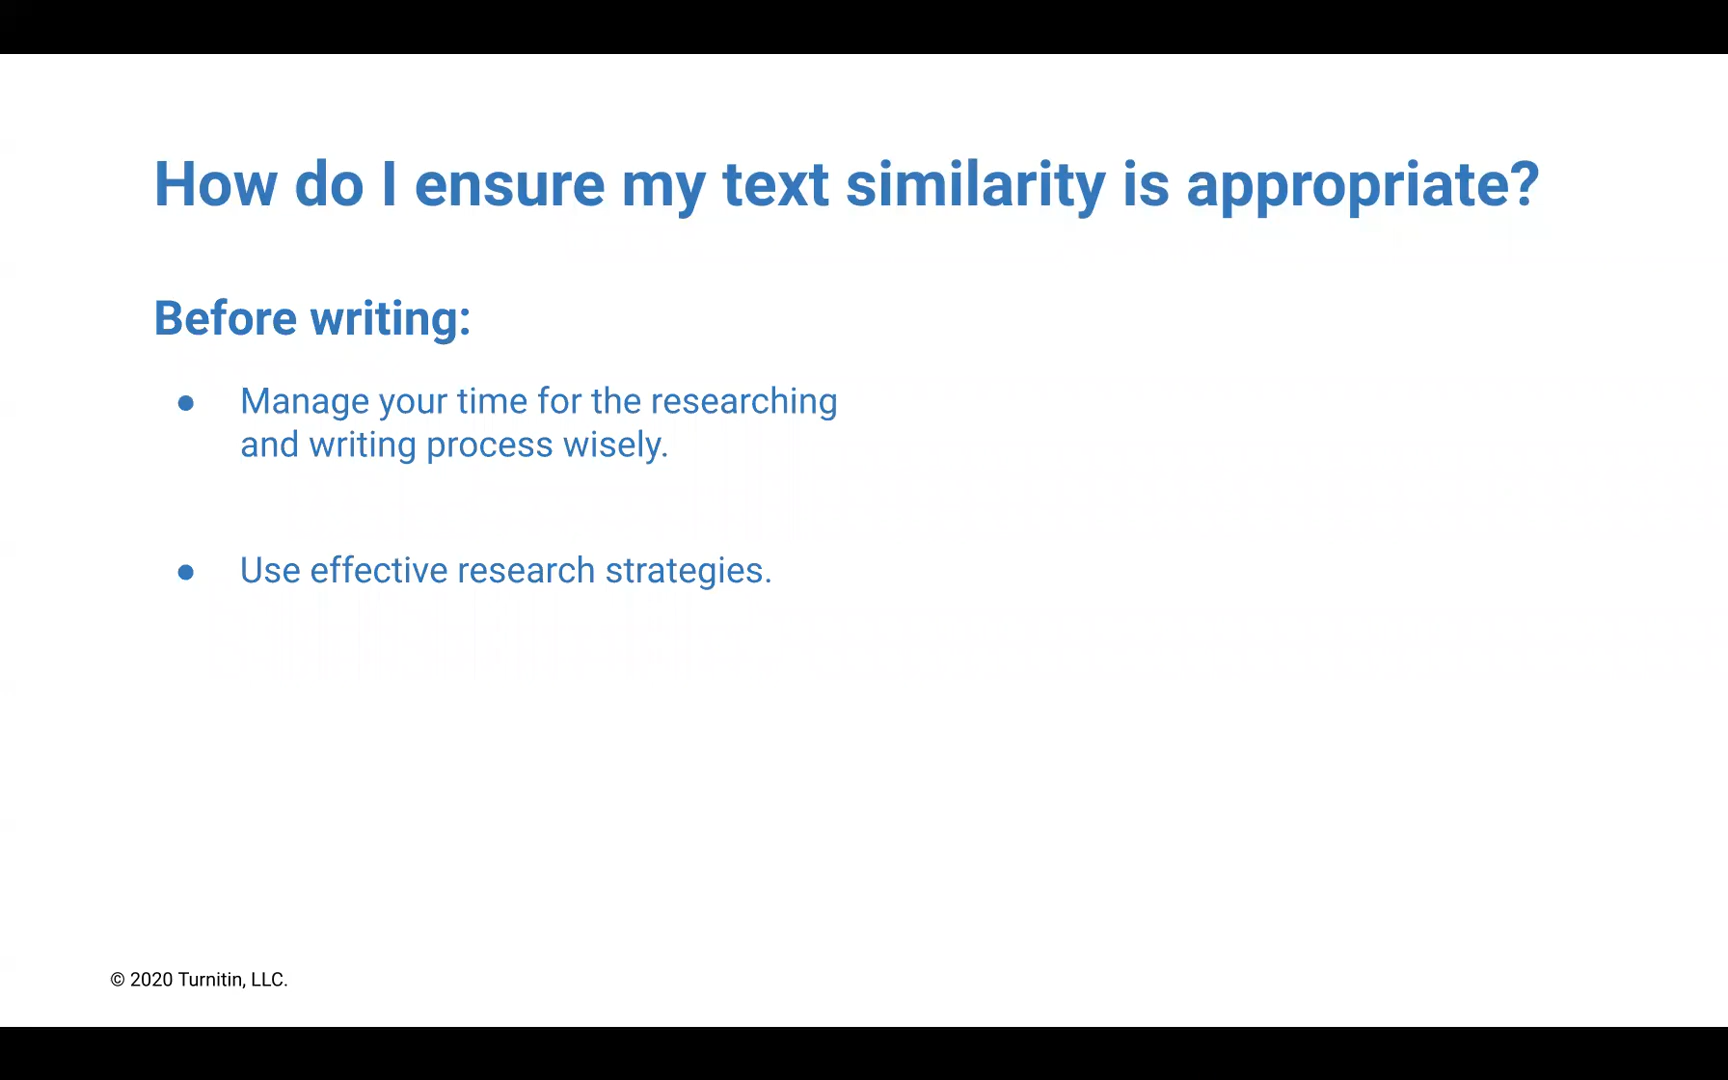 How do I ensure my text similarity is appropriate?
Before writing:
● Manage your time for the researching
and writing process wisely.
● Use effective research strategies.
© 2020 Turnitin, LLC.